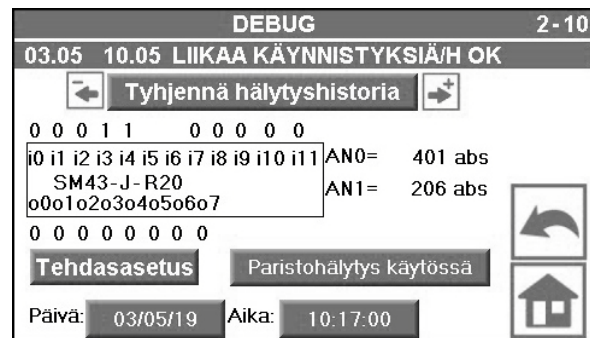 DEBUG 2-10
03.05 10.05 LIIKAA KÄYNNISTYKSIÄ/H OK
Tyhjennä hälytyshistoria
0 0 0 1 1 0 0 0 0 0
i0 i1 i2 i3 i4 i5 i6 i7 i8 i9 i10 i11 AN0= 401 abs
SM43-J-R20 AN1= 206 abs
o0o1o2o3o4o5o6o7
0 0 0 0 0 0 0 0
Tehdasasetus Paristohälytys käytössä
Päivä: 03/05/19 Aika: 10:17:00